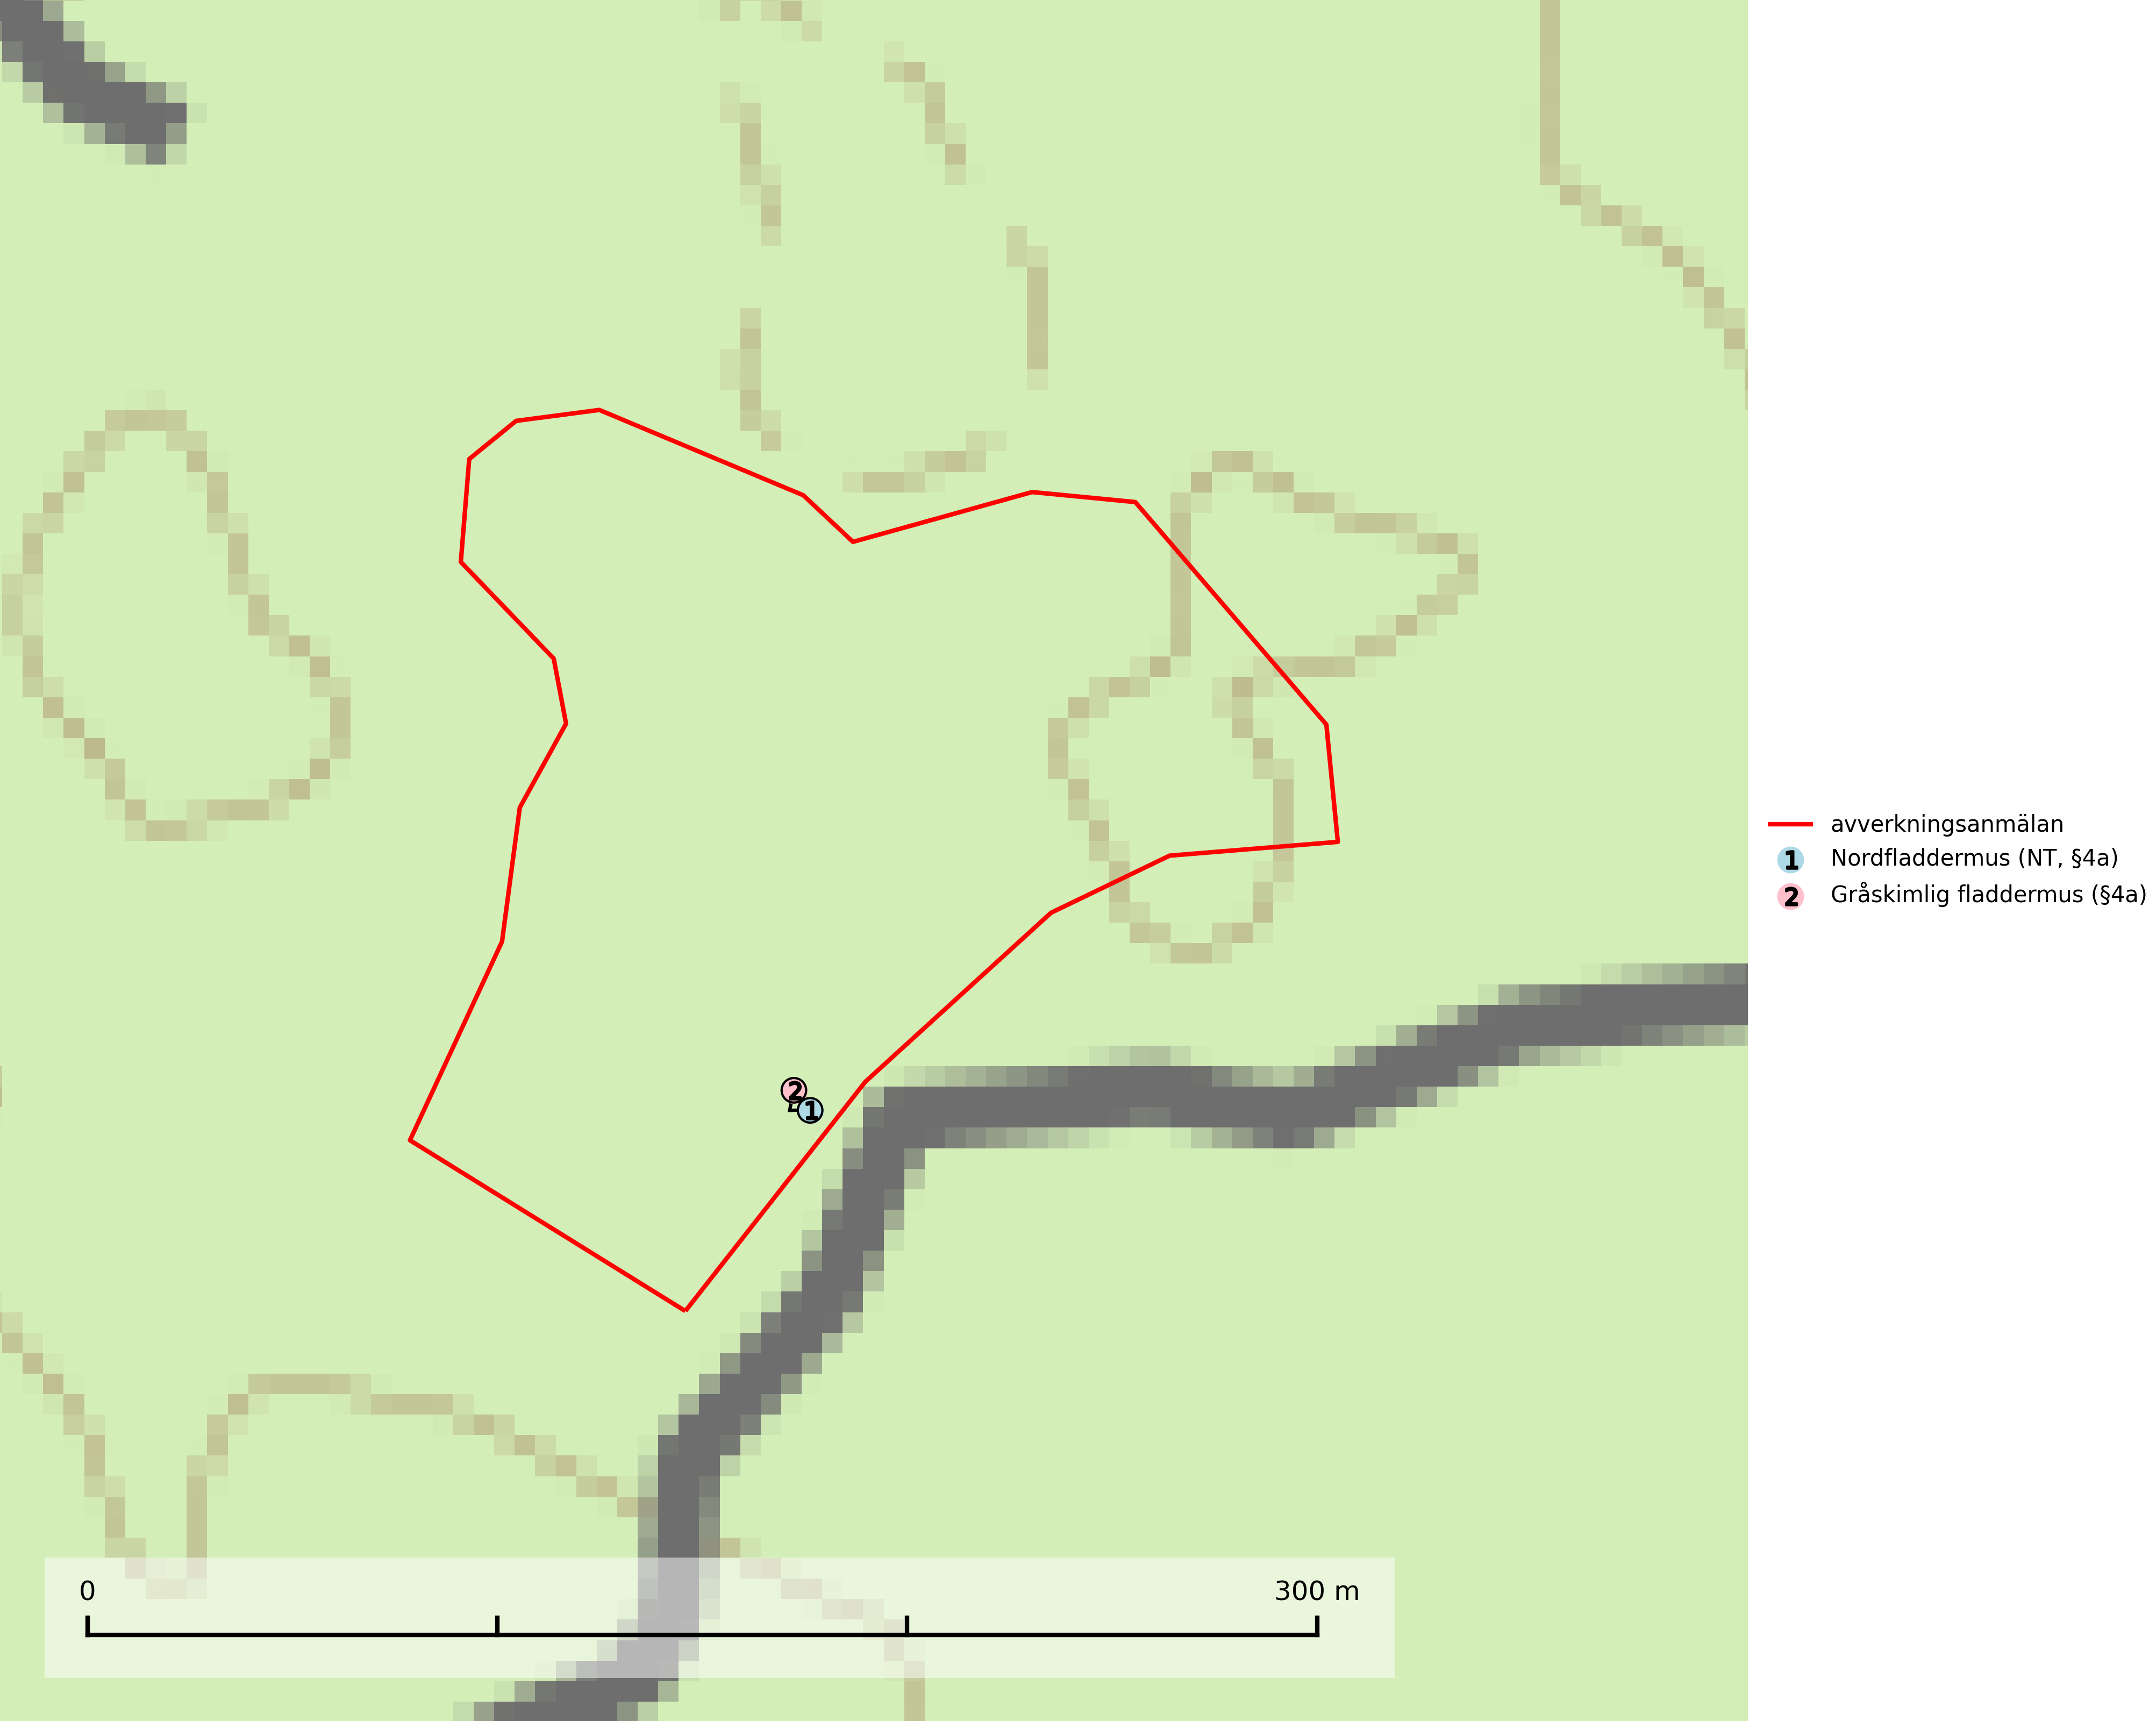 avverkningsanmälan
1 Nordfladdermus (NT, §4a)
2 Gråskimlig fladdermus (§4a)
2
1
0 300 m